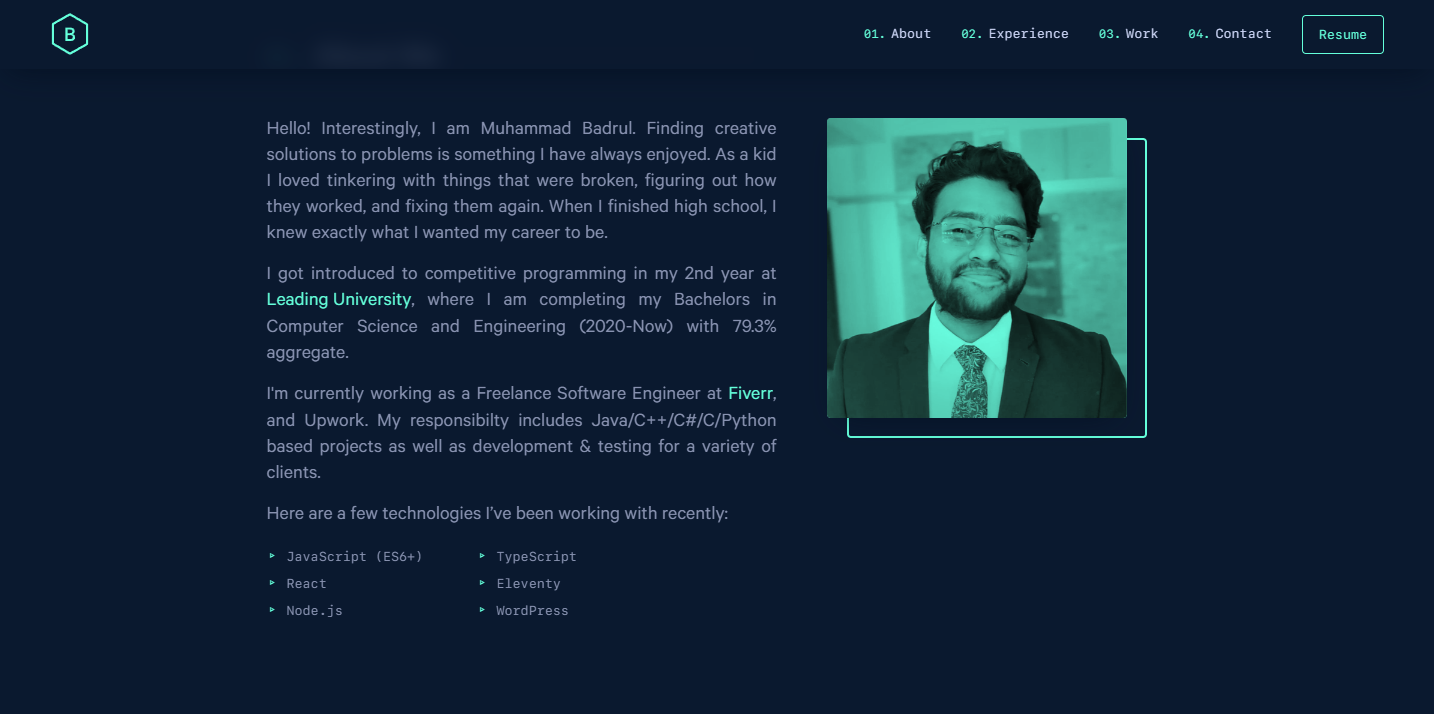 B
01. About 02. Experience 03. Work 04. Contact Resume
Hello! Interestingly, I am Muhammad Badrul. Finding creative
solutions to problems is something I have always enjoyed. As a kid
I loved tinkering with things that were broken, figuring out how
they worked, and fixing them again. When I finished high school, I
knew exactly what I wanted my career to be.
I got introduced to competitive programming in my 2nd year at
Leading University, where I am completing my Bachelors in
Computer Science and Engineering (2020-Now) with 79.3%
aggregate.
I'm currently working as a Freelance Software Engineer at Fiverr,
and Upwork. My responsibilty includes Java/C++/C#/C/Python
based projects as well as development & testing for a variety of
clients.
Here are a few technologies I’ve been working with recently:
▹ JavaScript (ES6+) ▹ TypeScript
▹ React ▹ Eleventy
▹ Node.js ▹ WordPress